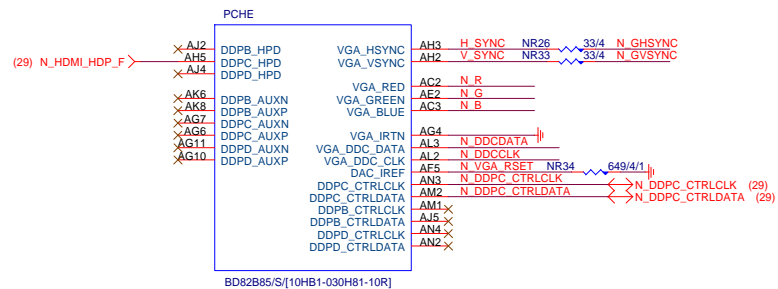 PCHE
AJ2 DDPB_HPD VGA_HSYNC AH3 H_SYNC NR26 33/4 N_GHSYNC
(29) N_HDMI_HDP_F AH5 DDPC_HPD VGA_VSYNC AH2 V_SYNC NR33 33/4 N_GVSYNC
AJ4 DDPD_HPD
VGA_RED AC2 N_R
AK6 DDPB_AUXN VGA_GREEN AE2 N_G
AK8 DDPB_AUXP VGA_BLUE AC3 N_B
AG7 DDPC_AUXN
AG6 DDPC_AUXP VGA_IRTN AG4
AG11 DDPD_AUXN VGA_DDC_DATA AL3 N_DDCDATA
AG10 DDPD_AUXP VGA_DDC_CLK AL2 N_DDCCLK
DAC_IREF AF5 N_VGA_RSET NR34 649/4/1
DDPC_CTRLCLK AN3 N_DDPC_CTRLCLK N_DDPC_CTRLCLK (29)
DDPC_CTRLDATA AM2 N_DDPC_CTRLDATA N_DDPC_CTRLDATA (29)
DDPB_CTRLCLK AM1
DDPB_CTRLDATA AJ5
DDPD_CTRLCLK AN4
DDPD_CTRLDATA AN2
BD82B85/S/[10HB1-030H81-10R]